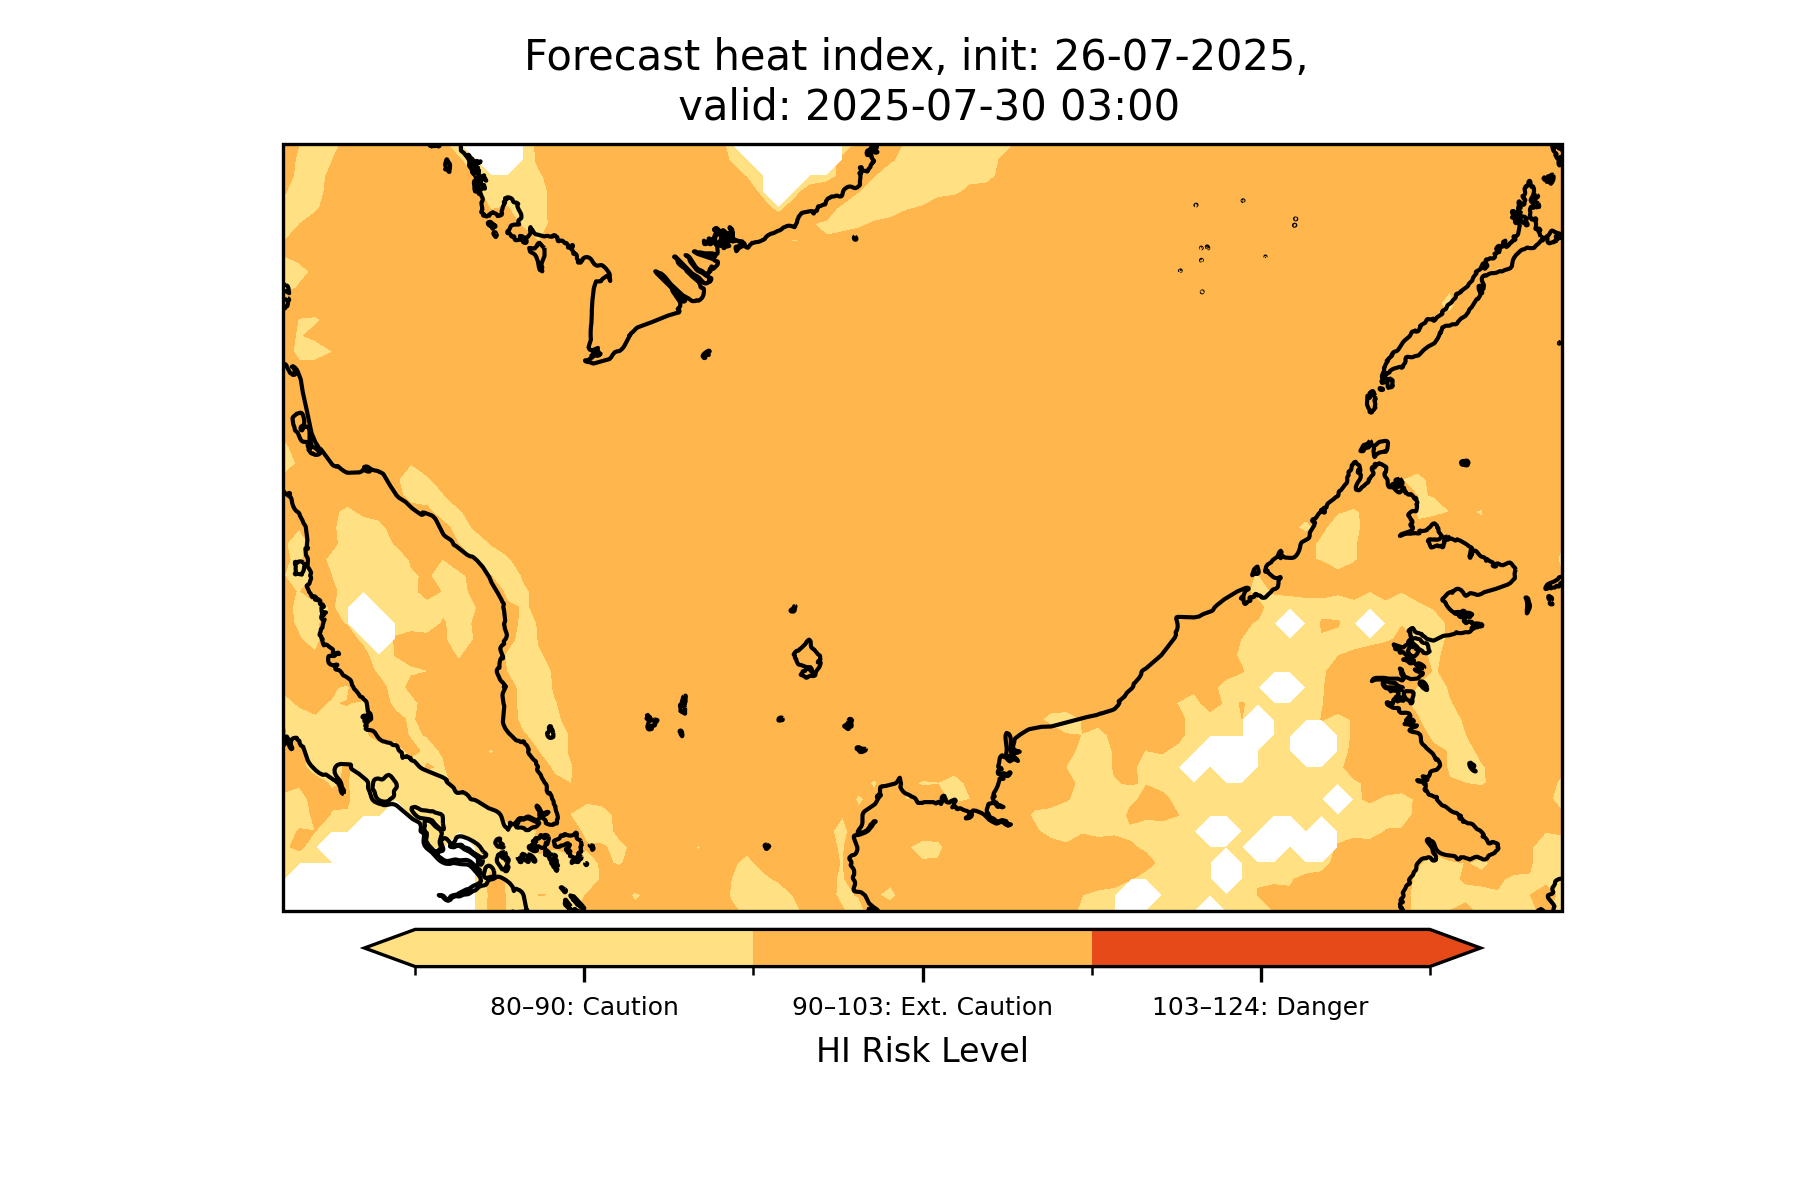 Forecast heat index, init: 26-07-2025,
valid: 2025-07-30 03:00
80–90: Caution
90–103: Ext. Caution
103–124: Danger
HI Risk Level